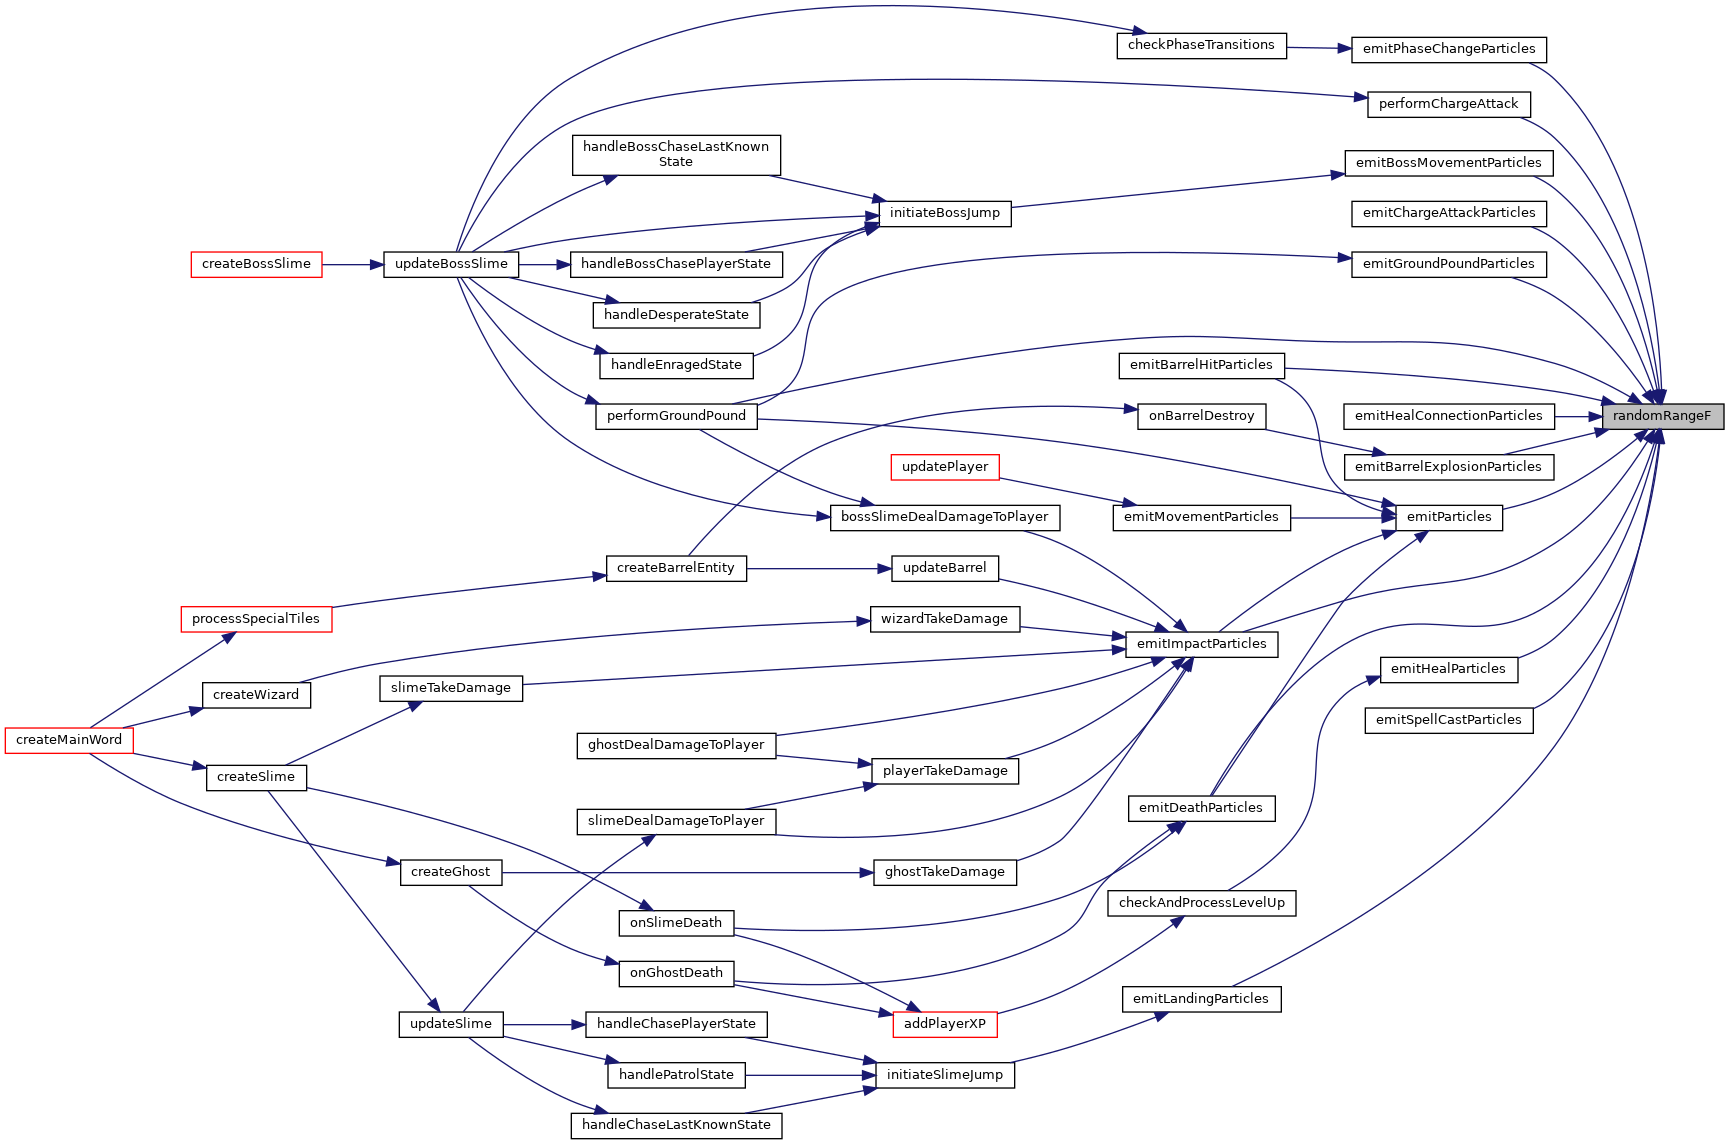 checkPhaseTransitions
emitPhaseChangeParticles
performChargeAttack
handleBossChaseLastKnown
State
emitBossMovementParticles
initiateBossJump
emitChargeAttackParticles
createBossSlime
updateBossSlime
handleBossChasePlayerState
emitGroundPoundParticles
handleDesperateState
handleEnragedState
emitBarrelHitParticles
performGroundPound
onBarrelDestroy
emitHealConnectionParticles
randomRangeF
updatePlayer
emitBarrelExplosionParticles
bossSlimeDealDamageToPlayer
emitMovementParticles
emitParticles
createBarrelEntity
updateBarrel
processSpecialTiles
wizardTakeDamage
emitImpactParticles
emitHealParticles
slimeTakeDamage
createWizard
emitSpellCastParticles
createMainWord
ghostDealDamageToPlayer
createSlime
playerTakeDamage
slimeDealDamageToPlayer
emitDeathParticles
createGhost
ghostTakeDamage
checkAndProcessLevelUp
onSlimeDeath
onGhostDeath
emitLandingParticles
updateSlime
handleChasePlayerState
addPlayerXP
handlePatrolState
initiateSlimeJump
handleChaseLastKnownState